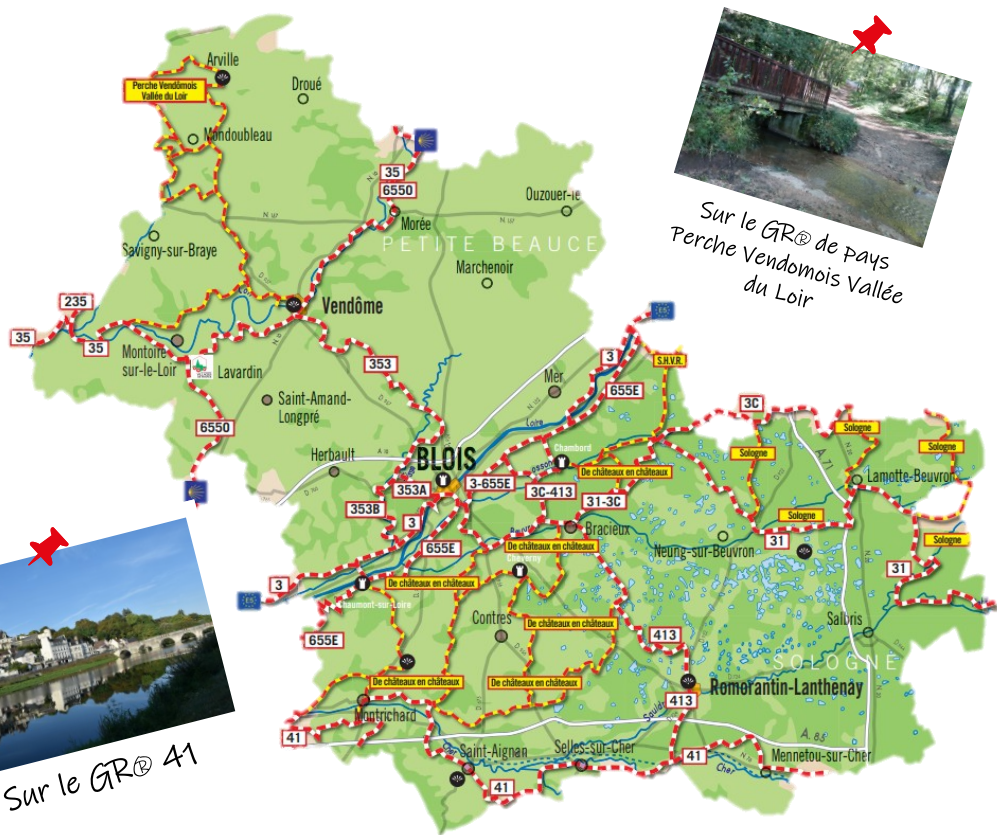 Arville
Perche Vendômois
Vallée du Loir
Droué
Mondoubleau
35
6550
Ouzouer-le
Morée
PETITE BEAUCE
Savigny-sur-Braye
Marchenoir
Sur le GR® de pays
Perche Vendomois Vallée
du Loir
Vendôme
235
35
35
Montoire
sur-le-Loir
Lavardin
353
3
S.H.V.R.
Mer
655E
Saint-Amand-
Longpré
3C
6550
Loire
Sologne
Sologne
Sologne
A.71
Herbault
BLOIS
Chambord
De châteaux en châteaux
Lamotte-Beuvron
353A
3-655E
3C-413
31-3C
353B
3
Sologne
Bracieux
31
Neung-sur-Beuvron
Sologne
655E
De châteaux en châteaux
Cheverny
31
3
De châteaux en châteaux
Chaumont-sur-Loire
Contres
De châteaux en châteaux
Salbris
655E
413
SOLOGNE
De châteaux en châteaux
De châteaux en châteaux
Romorantin-Lanthenay
413
Montrichard
41
A.85
Saint-Aignan
Selles-sur-Cher
41
Mennetou-sur-Cher
Cher
41
Sur le GR® 41